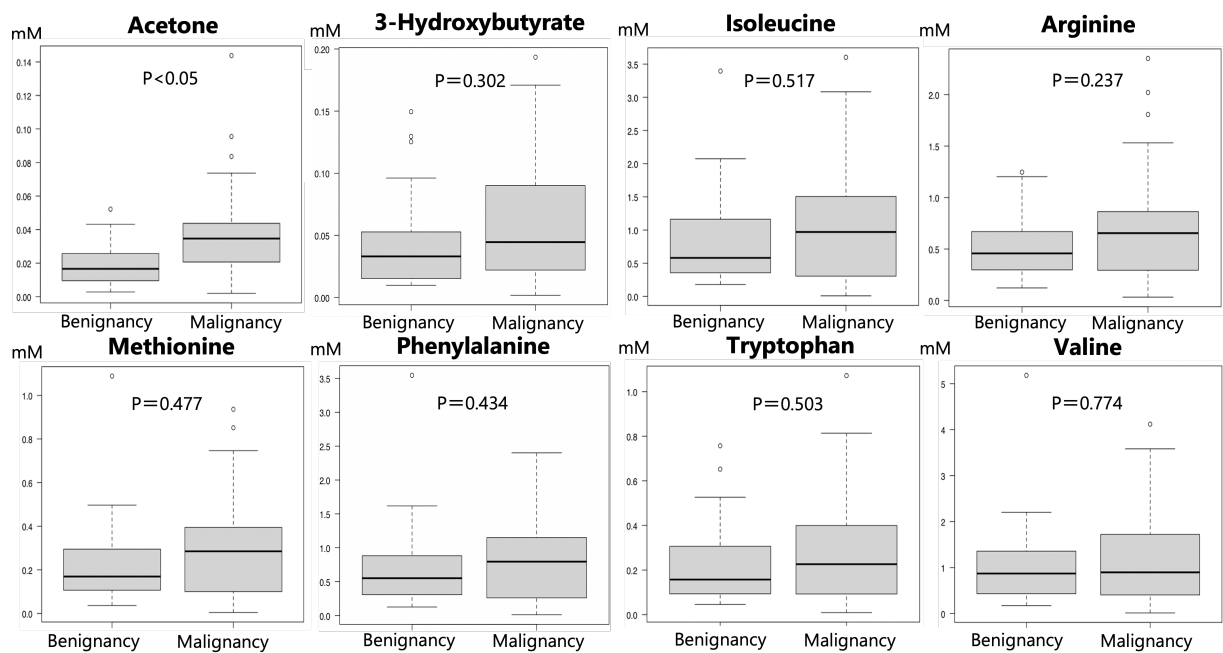 Acetone
mM
P<0.05
0.14
0.12
0.10
0.08
0.06
0.04
0.02
0.00
Benignancy Malignancy
3-Hydroxybutyrate
mM
P=0.302
0.20
0.15
0.10
0.05
0.00
Benignancy Malignancy
Isoleucine
mM
P=0.517
3.5
3.0
2.5
2.0
1.5
1.0
0.5
0.0
Benignancy Malignancy
Arginine
mM
P=0.237
2.0
1.5
1.0
0.5
0.0
Benignancy Malignancy
Methionine
mM
P=0.477
1.0
0.8
0.6
0.4
0.2
0.0
Benignancy Malignancy
Phenylalanine
mM
P=0.434
3.5
3.0
2.5
2.0
1.5
1.0
0.5
0.0
Benignancy Malignancy
Tryptophan
mM
P=0.503
1.0
0.8
0.6
0.4
0.2
0.0
Benignancy Malignancy
Valine
mM
P=0.774
5
4
3
2
1
0
Benignancy Malignancy